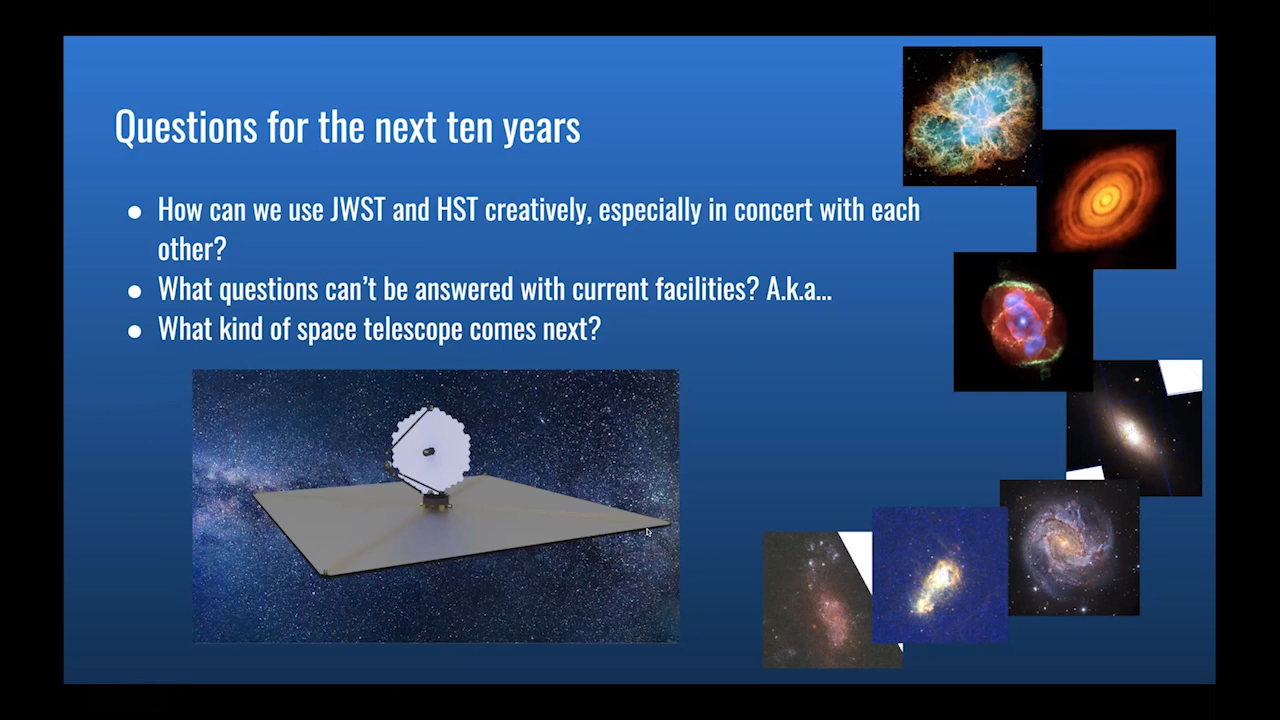 Questions for the next ten years
● How can we use JWST and HST creatively, especially in concert with each
other?
● What questions can’t be answered with current facilities? A.k.a...
● What kind of space telescope comes next?